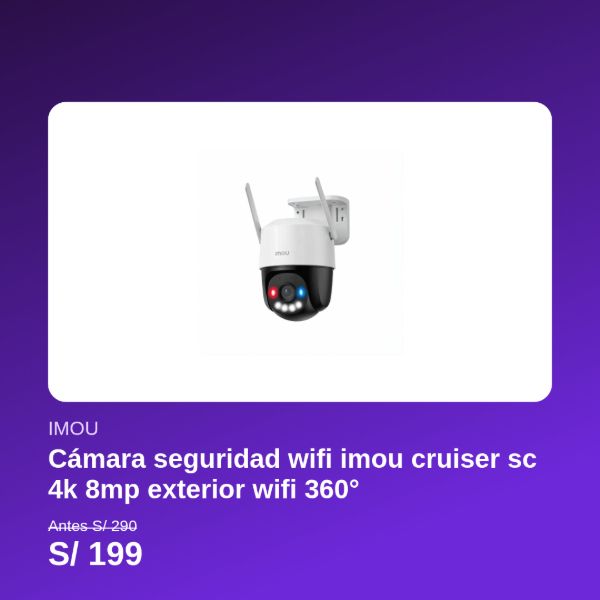 imou
IMOU
Cámara seguridad wifi imou cruiser sc
4k 8mp exterior wifi 360°
Antes S/ 290
S/ 199